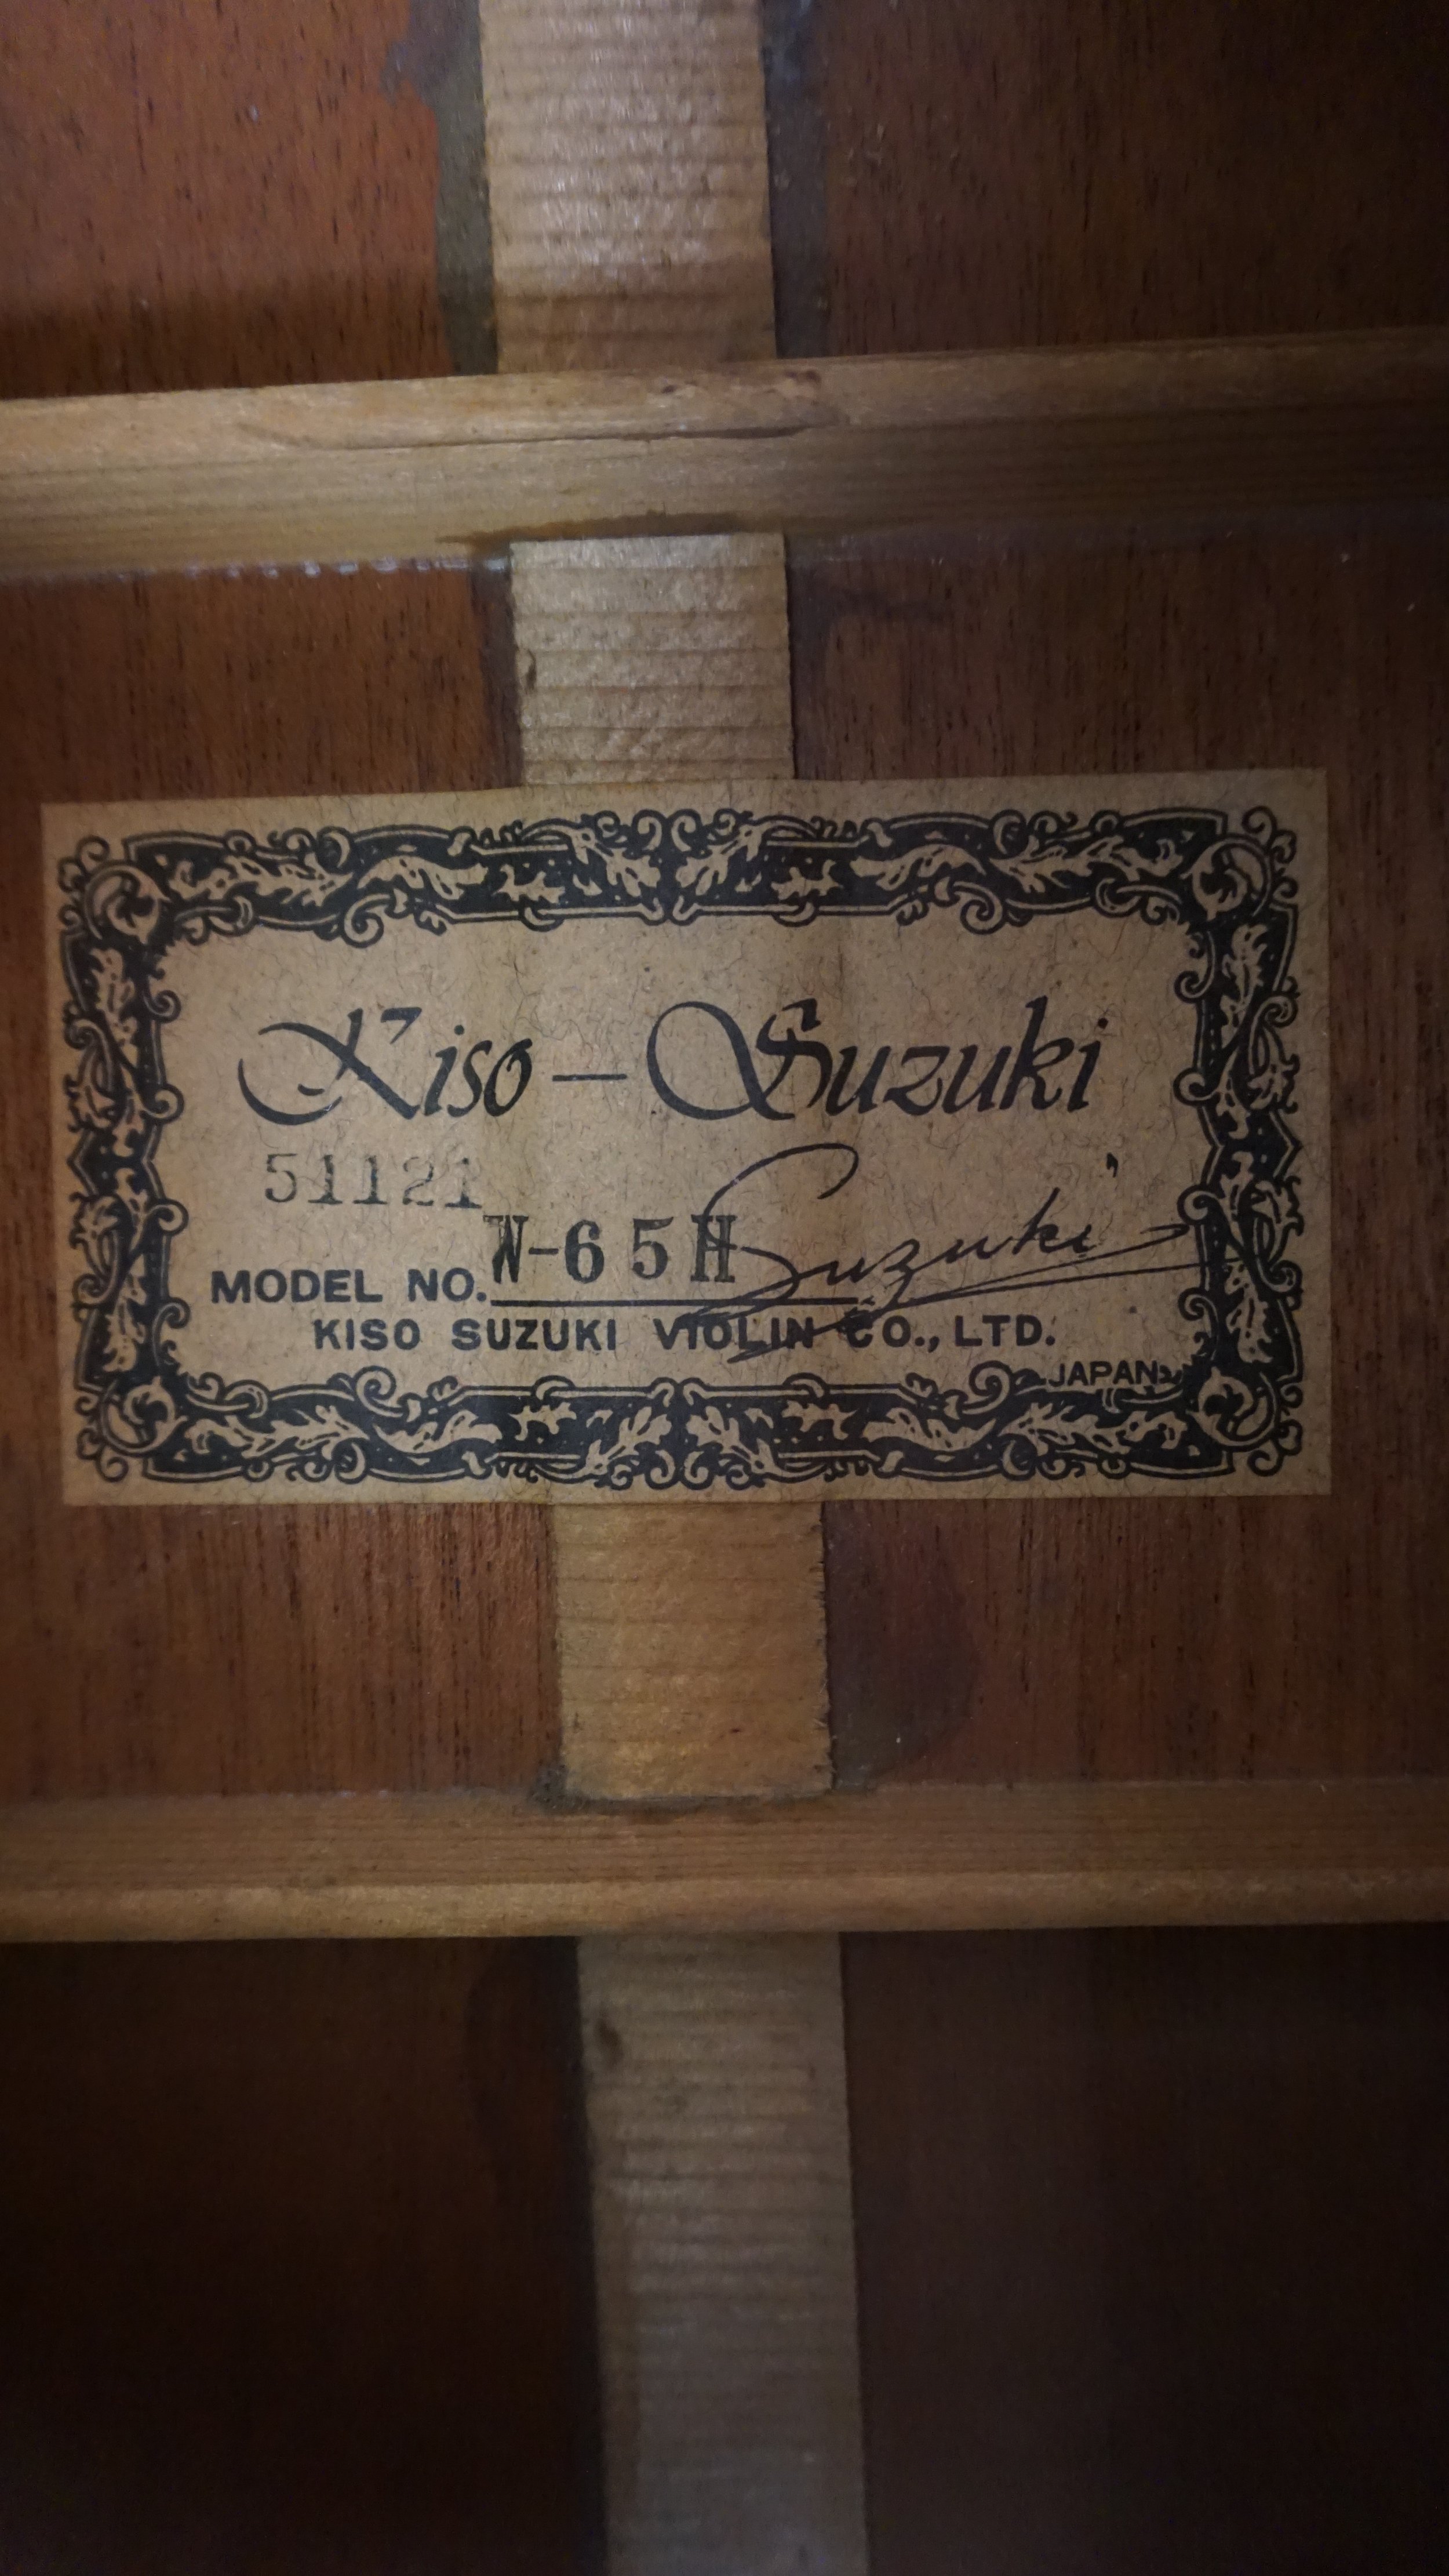 Kiso–Suzuki
51121
Suzuki
MODEL NO. W-65H
KISO SUZUKI VIOLIN CO., LTD.
JAPAN